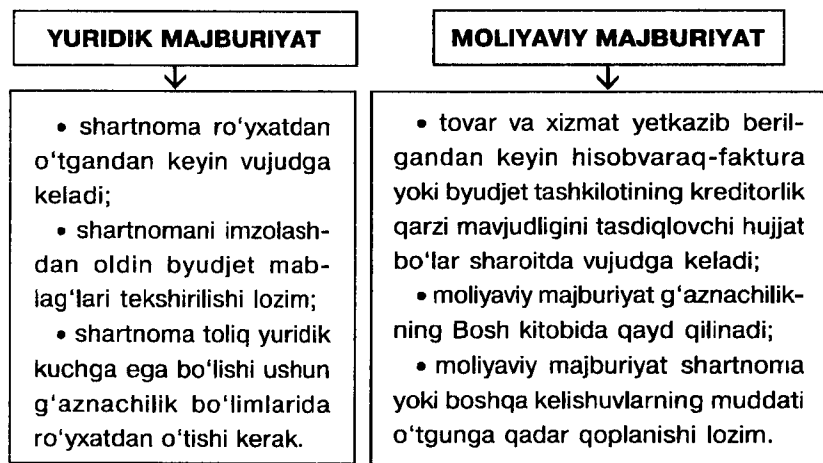 YURIDIK MAJBURIYAT
• shartnoma ro‘yxatdan
o‘tgandan keyin vujudga
keladi;
• shartnomani imzolash-
dan oldin byudjet mab-
lag‘lari tekshirilishi lozim;
• shartnoma toliq yuridik
kuchga ega bo‘lishi ushun
g‘aznachilik bo‘limlarida
ro‘yxatdan o‘tishi kerak.
MOLIYAVIY MAJBURIYAT
• tovar va xizmat yetkazib beril-
gandan keyin hisobvaraq-faktura
yoki byudjet tashkilotining kreditorlik
qarzi mavjudligini tasdiqlovchi hujjat
bo‘lar sharoitda vujudga keladi;
• moliyaviy majburiyat g‘aznachilik-
ning Bosh kitobida qayd qilinadi;
• moliyaviy majburiyat shartnoma
yoki boshqa kelishuvlarning muddati
o‘tgunga qadar qoplanishi lozim.